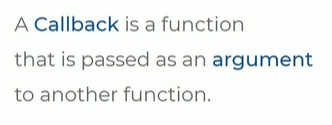 A Callback is a function
that is passed as an argument
to another function.